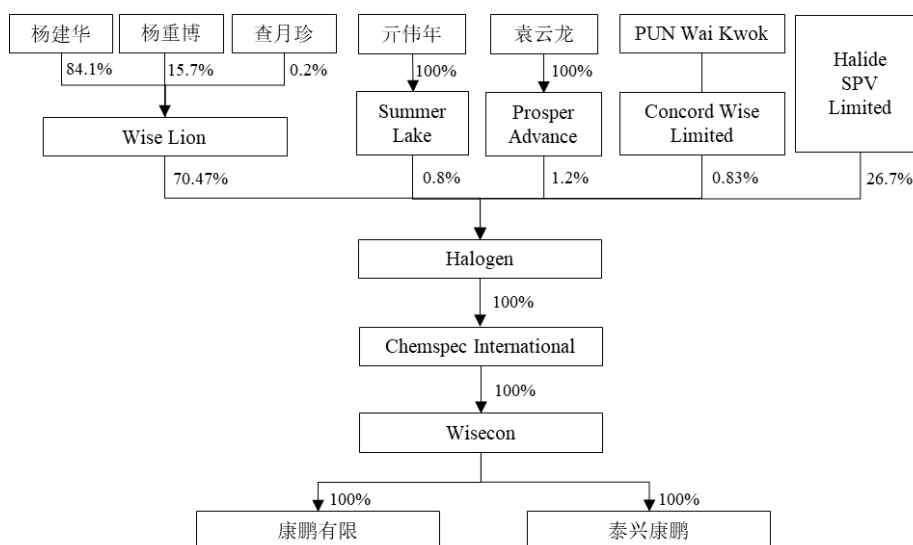 杨建华
杨重博
查月珍
亓伟年
袁云龙
PUN Wai Kwok
Halide
SPV
Limited
84.1%
15.7%
0.2%
100%
100%
Wise Lion
Summer
Lake
Prosper
Advance
Concord Wise
Limited
70.47%
0.8%
1.2%
0.83%
26.7%
Halogen
100%
Chemspec International
100%
Wisecon
100%
100%
康鹏有限
泰兴康鹏